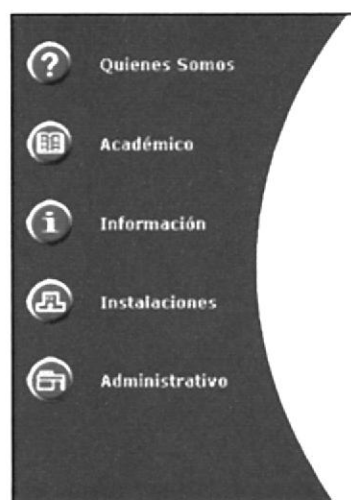 Quienes Somos
Académico
Información
Instalaciones
Administrativo